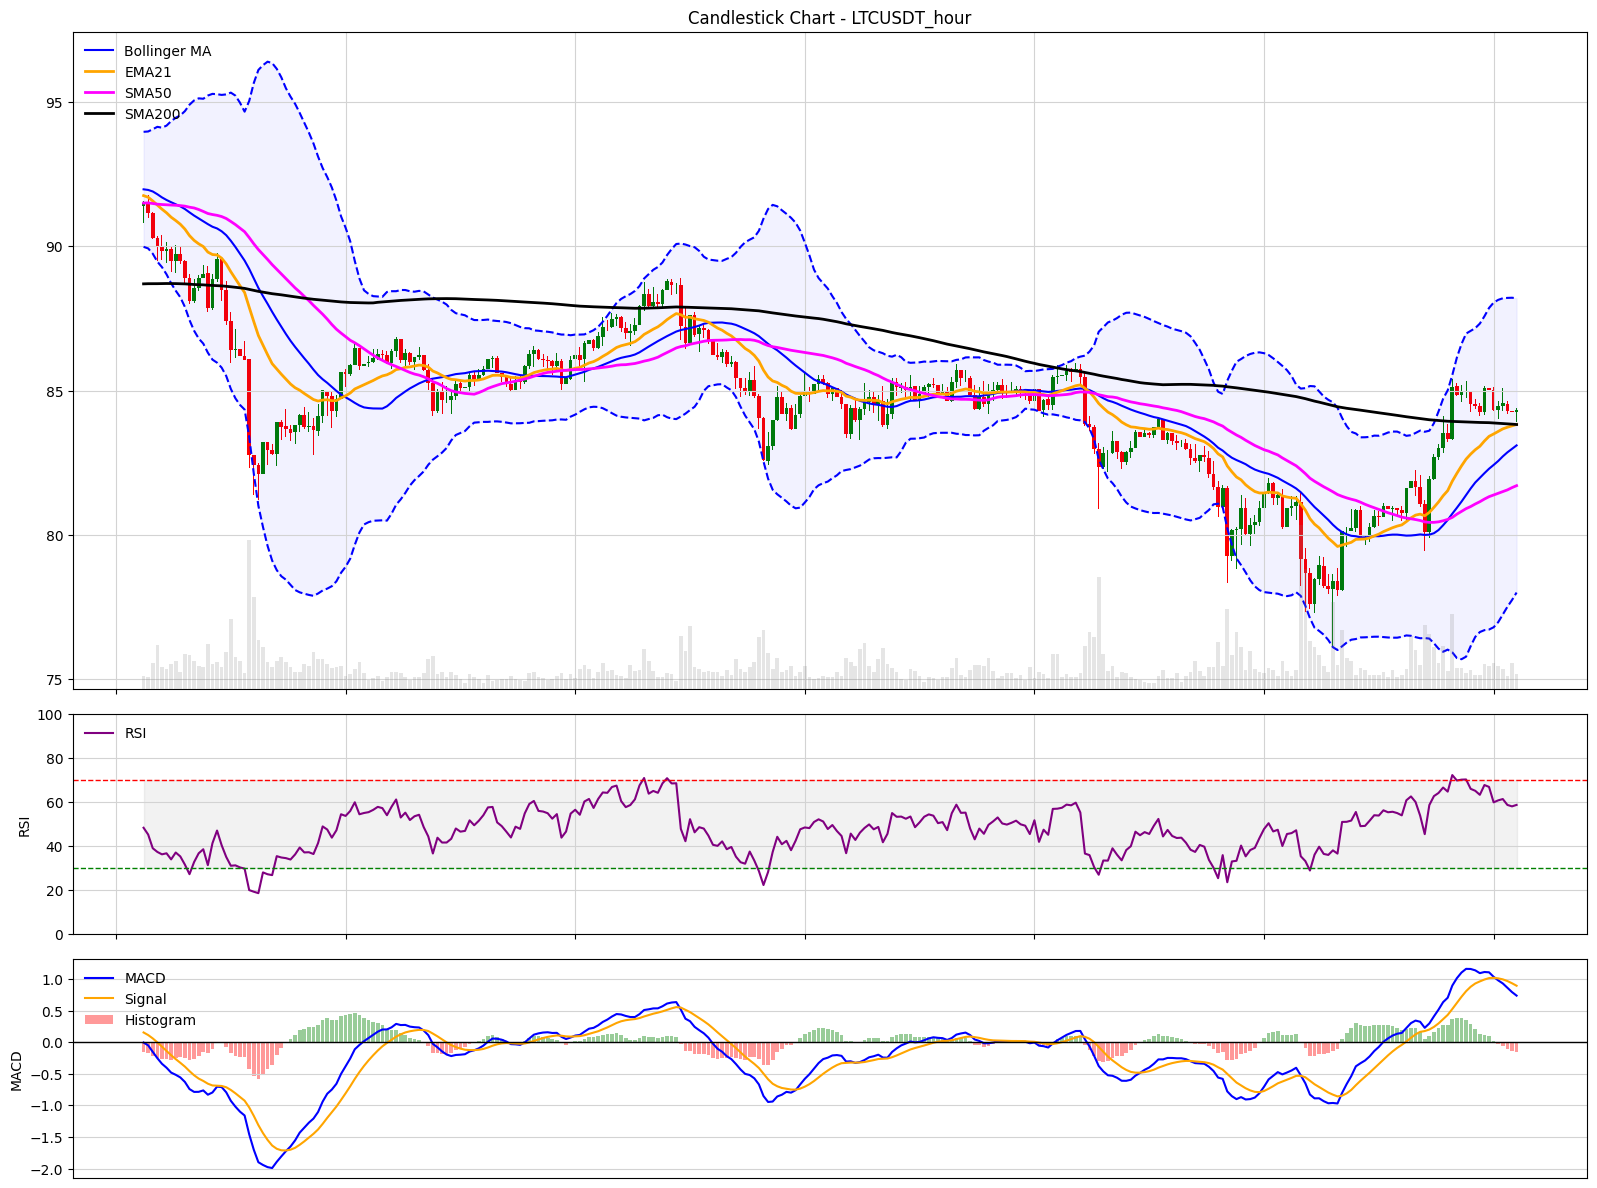 Candlestick Chart - LTCUSDT_hour
Bollinger MA
EMA21
SMA50
SMA200
95
90
85
80
75
RSI
100
80
60
40
20
0
RSI
MACD
Signal
Histogram
1.0
0.5
0.0
−0.5
−1.0
−1.5
−2.0
MACD